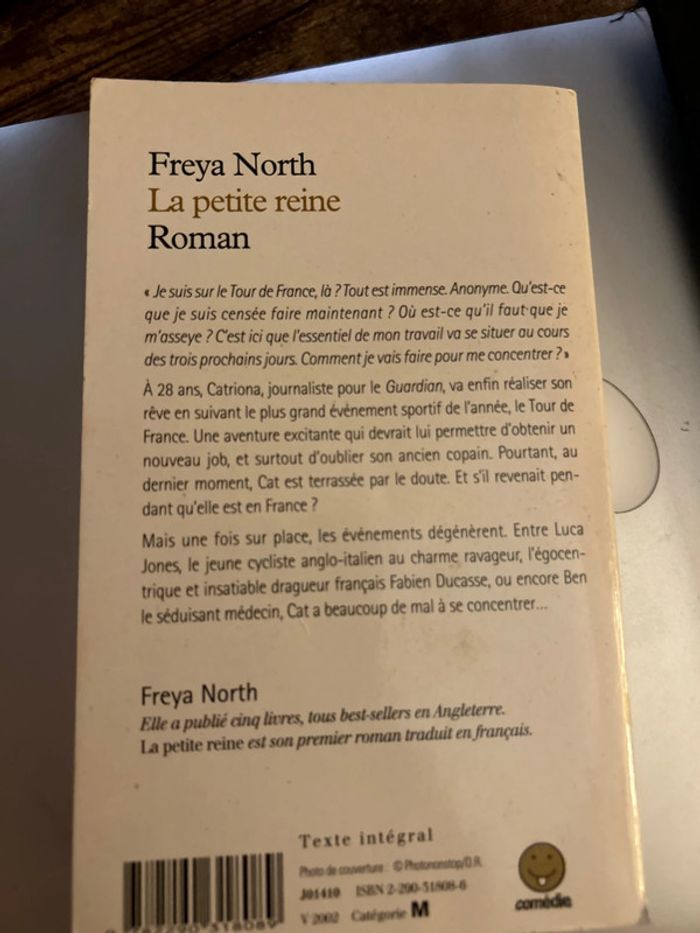 Freya North
La petite reine
Roman
« Je suis sur le Tour de France, là ? Tout est immense. Anonyme. Qu'est-ce
que je suis censée faire maintenant ? Où est-ce qu'il faut que je
m'asseye ? C'est ici que l'essentiel de mon travail va se situer au cours
des trois prochains jours. Comment je vais faire pour me concentrer ? »
À 28 ans, Catriona, journaliste pour le Guardian, va enfin réaliser son
rêve en suivant le plus grand événement sportif de l'année, le Tour de
France. Une aventure excitante qui devrait lui permettre d'obtenir un
nouveau job, et surtout d'oublier son ancien copain. Pourtant, au
dernier moment, Cat est terrassée par le doute. Et s'il revenait pen-
dant qu'elle est en France ?
Mais une fois sur place, les événements dégénèrent. Entre Luca
Jones, le jeune cycliste anglo-italien au charme ravageur, l'égocen-
trique et insatiable dragueur français Fabien Ducasse, ou encore Ben
le séduisant médecin, Cat a beaucoup de mal à se concentrer...
Freya North
Elle a publié cinq livres, tous best-sellers en Angleterre.
La petite reine est son premier roman traduit en français.
Texte intégral
Photo de couverture : © Photononstop/D.R.
J01410 ISBN 2-290-31808-6
V 2002 Catégorie M
comédie